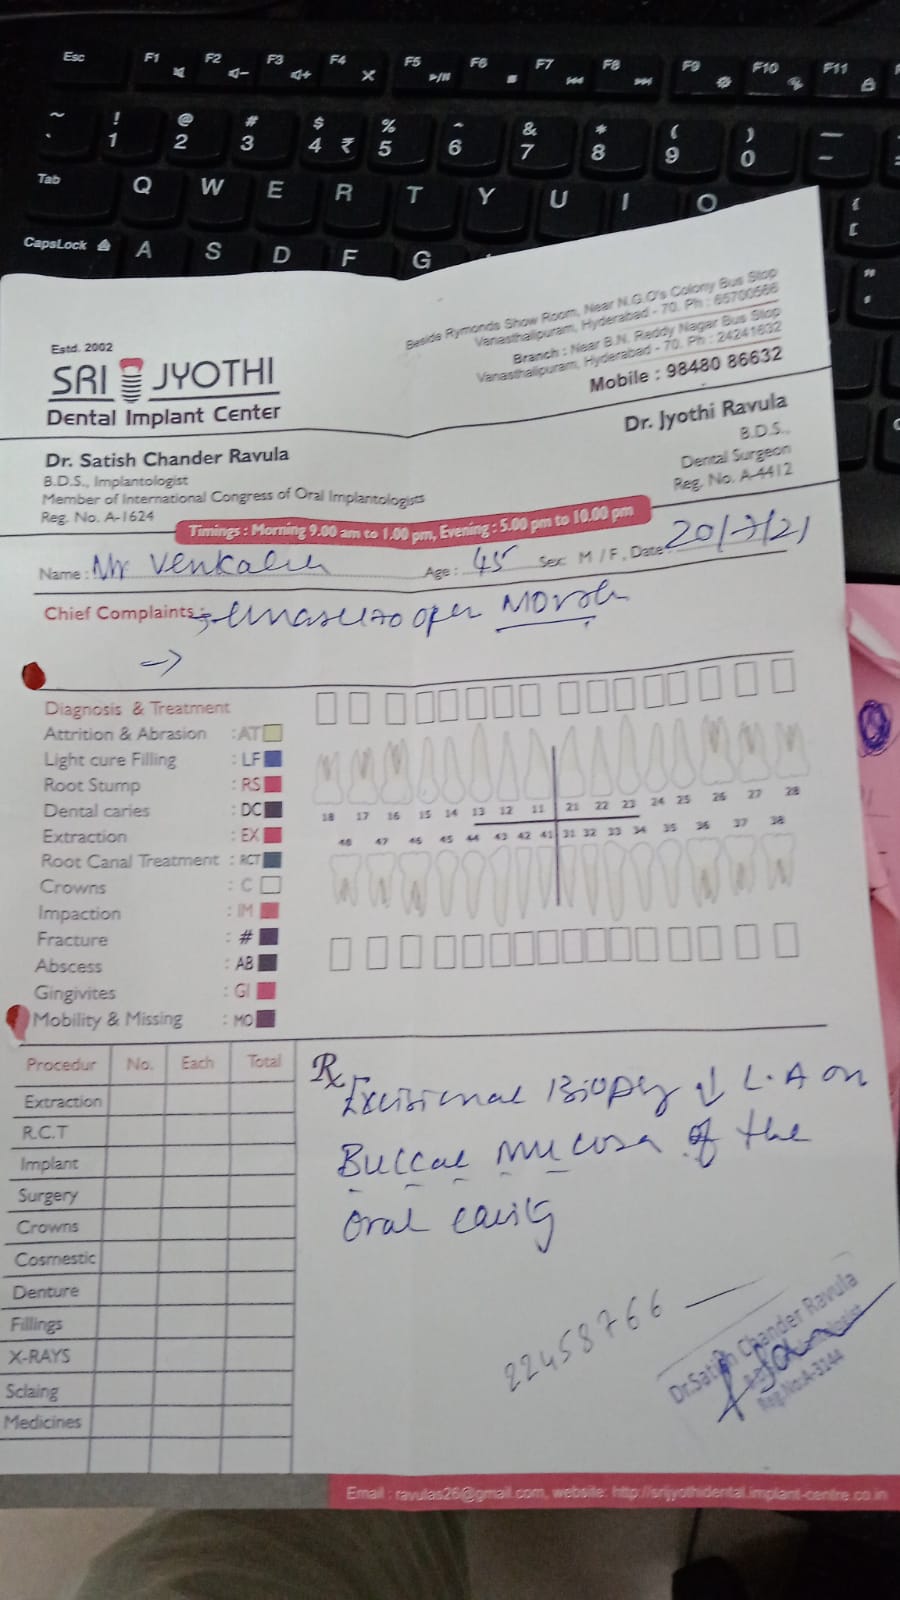 Esc F1 F2 F3 F4 F5 F6 F7 F8 F9 F10 F11
~ ! @ # $ % ^ & * ( ) —
` 1 2 3 4 ₹ 5 6 7 8 9 0 -
Tab Q W E R T Y U I O { [
CapsLock A S D F G " '
Beside Rymonds Show Room, Near N.G.O's Colony Bus Stop
Vanasthalipuram, Hyderabad - 70. Ph : 65700566
Branch : Near B.N. Reddy Nagar Bus Stop
Vanasthalipuram, Hyderabad - 70. Ph : 24241632
Mobile : 98480 86632
Estd. 2002
SRI JYOTHI
Dental Implant Center
Dr. Satish Chander Ravula
B.D.S., Implantologist
Member of International Congress of Oral Implantologists
Reg. No. A-1624
Dr. Jyothi Ravula
B.D.S.,
Dental Surgeon
Reg. No. A-4412
Timings : Morning 9.00 am to 1.00 pm, Evening : 5.00 pm to 10.00 pm
Name : Mr Age : 45 Sex: M / F, Date 20/7/21
Chief Complaints :
Diagnosis & Treatment
Attrition & Abrasion : AT
Light cure Filling : LF
Root Stump : RS
Dental caries : DC
Extraction : EX
Root Canal Treatment : RCT
Crowns : C
Impaction : IM
Fracture : #
Abscess : AB
Gingivites : GI
Mobility & Missing : MO
18 17 16 15 14 13 12 11 21 22 23 24 25 26 27 28
48 47 46 45 44 43 42 41 31 32 33 34 35 36 37 38
Procedur No. Each Total
Extraction
R.C.T
Implant
Surgery
Crowns
Cosmestic
Denture
Fillings
X-RAYS
Sclaing
Medicines
Rx
Excisional Biopsy ↓ L.A on
Buccal mucosa of the
oral cavity
22458766
Dr.Satish Chander Ravula
Reg.No:A-3144
Email : ravulas26@gmail.com, website: http://srijyothidental.implant-centre.co.in